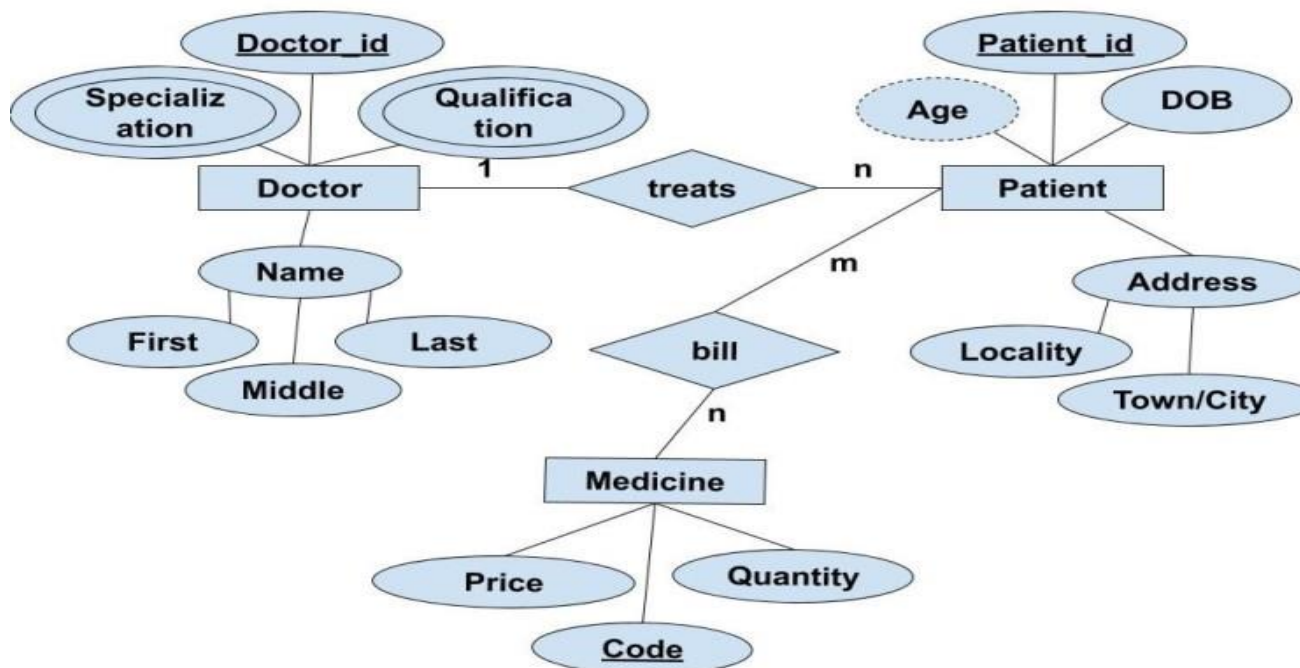 Doctor_id
Patient_id
Specializ
ation
Qualifica
tion
Age
DOB
1
n
Doctor
treats
Patient
m
Name
Address
First
Last
bill
Locality
Middle
Town/City
n
Medicine
Price
Quantity
Code